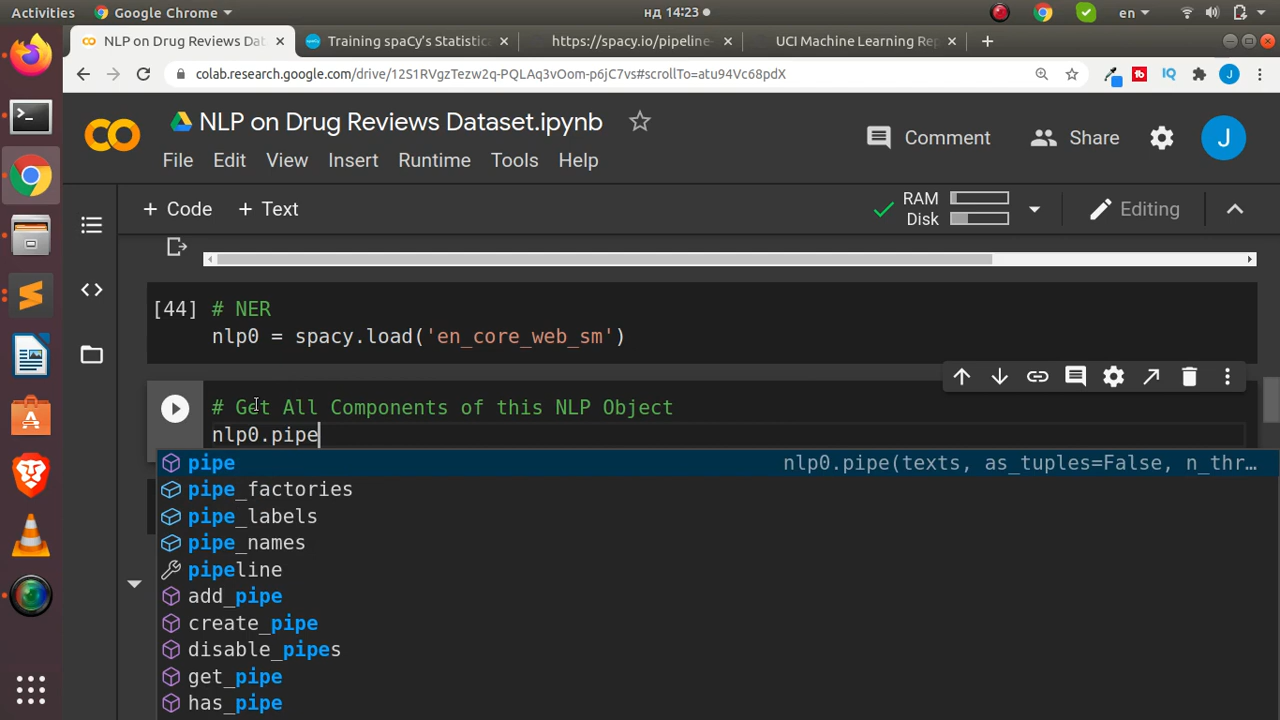 Activities Google Chrome нд 14:23 en
NLP on Drug Reviews Dat Training spaCy's Statistica https://spacy.io/pipeline- UCI Machine Learning Rep
colab.research.google.com/drive/12S1RVgzTezw2q-PQLAq3vOom-p6jC7vs#scrollTo=atu94Vc68pdX IQ J
CO NLP on Drug Reviews Dataset.ipynb Comment Share J
File Edit View Insert Runtime Tools Help
+ Code + Text RAM Disk Editing
[44] # NER
nlp0 = spacy.load('en_core_web_sm')
# Get All Components of this NLP Object
nlp0.pipe
pipe nlp0.pipe(texts, as_tuples=False, n_thr…
pipe_factories
pipe_labels
pipe_names
pipeline
add_pipe
create_pipe
disable_pipes
get_pipe
has_pipe